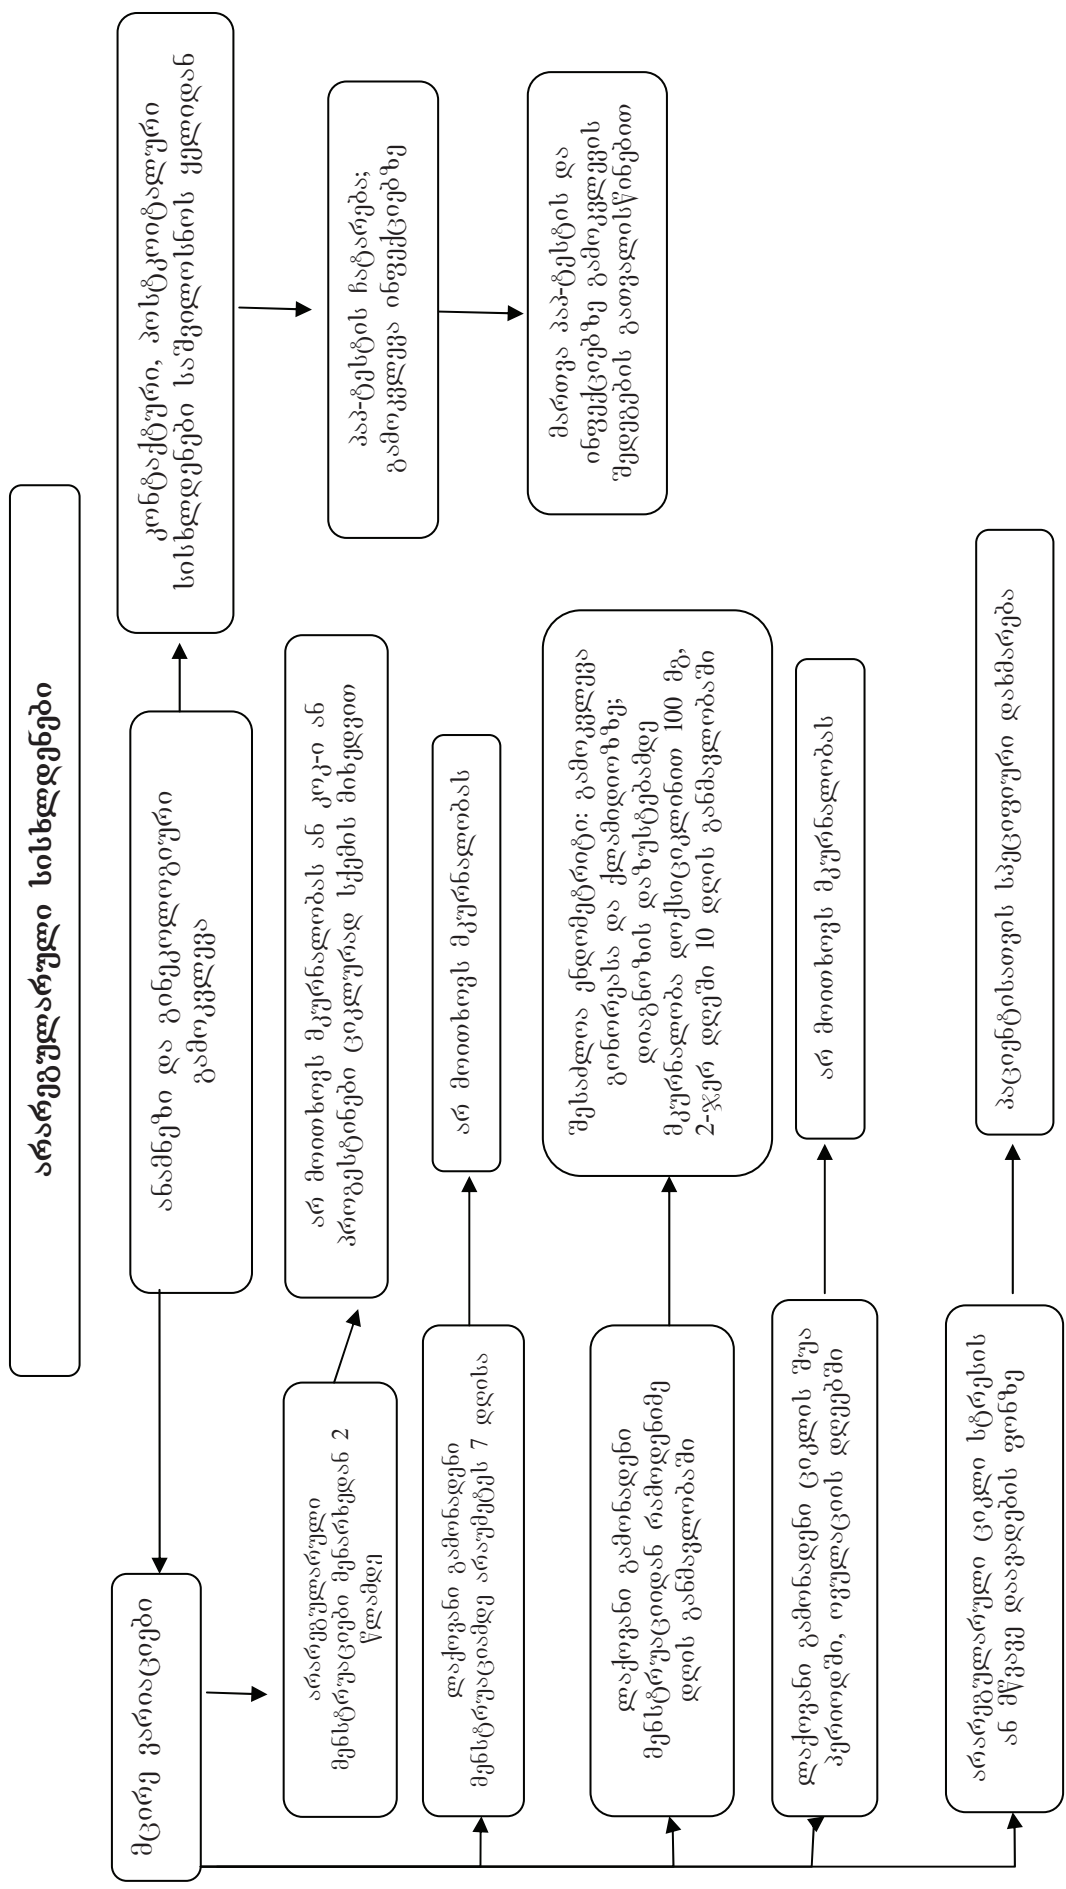 არარეგულარული სისხლდენები
ანამნეზი და გინეკოლოგიური
გამოკვლევა
მცირე ვარიაციები
კონტაქტური, პოსტკოიტალური
სისხლდენები საშვილოსნოს ყელიდან
არარეგულარული
მენსტრუაციები მენარხედან 2
წლამდე
არ მოითხოვს მკურნალობას ან კოკ-ი ან
პროგესტინები ციკლურად სქემის მიხედვით
პაპ-ტესტის ჩატარება;
გამოკვლევა ინფექციებზე
ლაქოვანი გამონადენი
მენსტრუაციამდე არაუმეტეს 7 დღისა
არ მოითხოვს მკურნალობას
მართვა პაპ-ტესტის და
ინფექციებზე გამოკვლევის
შედეგების გათვალისწინებით
ლაქოვანი გამონადენი
მენსტრუაციიდან რამოდენიმე
დღის განმავლობაში
შესაძლოა ენდომეტრიტი: გამოკვლევა
გონორეასა და ქლამიდიოზზე;
დიაგნოზის დაზუსტებამდე
მკურნალობა დოქსიციკლინით 100 მგ,
2-ჯერ დღეში 10 დღის განმავლობაში
ლაქოვანი გამონადენი ციკლის შუა
პერიოდში, ოვულაციის დღეებში
არ მოითხოვს მკურნალობას
არარეგულარული ციკლი სტრესის
ან მწვავე დაავადების ფონზე
პაციენტისათვის სპეციფიური დახმარება